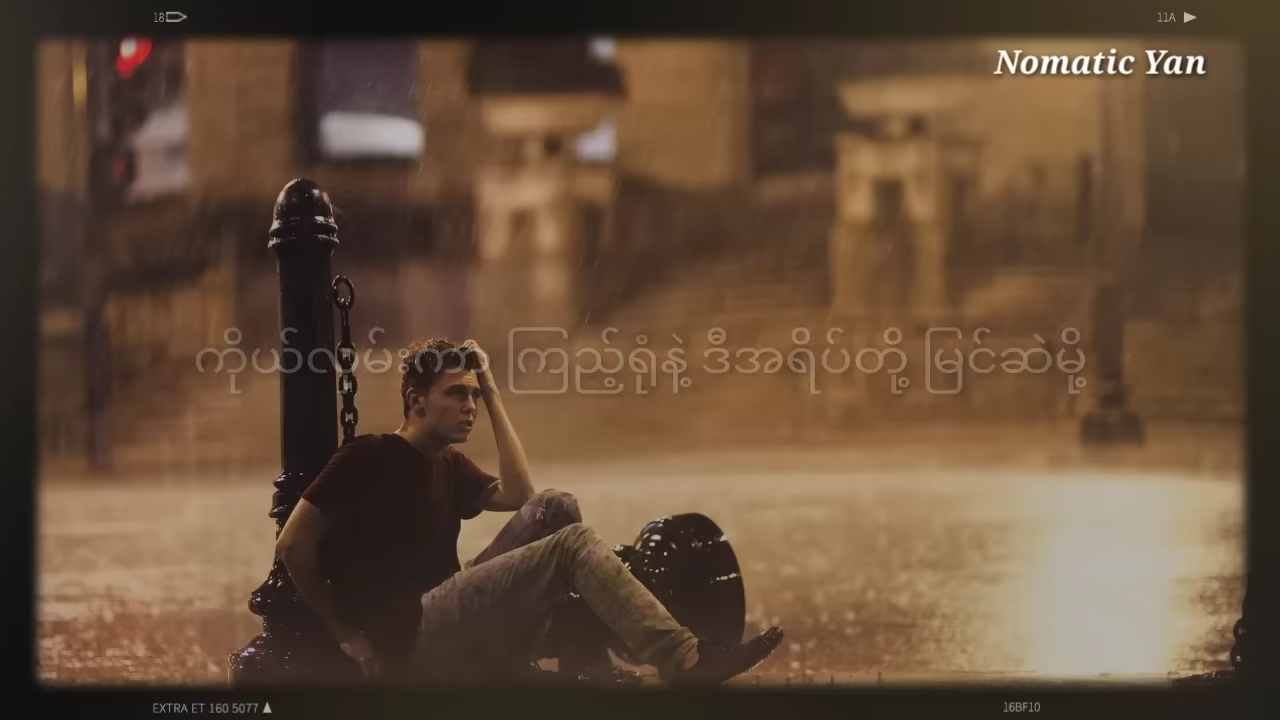 18
11A
Nomatic Yan
ကိုယ်လမ်းက ကြည့်ရုံနဲ့ ဒီအရိပ်တို့ မြင်ဆဲမို့
EXTRA ET 160 5077
16BF10